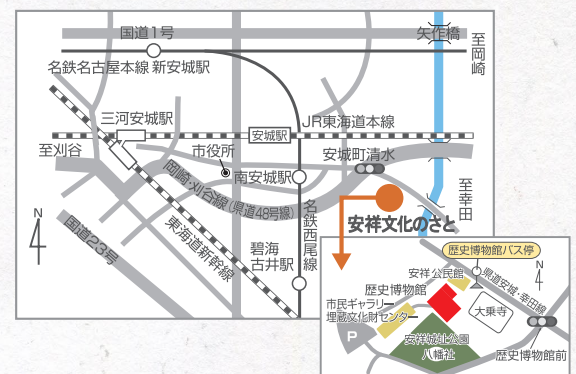 国道1号
矢作橋
至岡崎
名鉄名古屋本線 新安城駅
三河安城駅
安城駅
JR東海道本線
至刈谷
市役所
安城町清水
岡崎・刈谷線(県道48号線)
南安城駅
至幸田
名鉄西尾線
安祥文化のさと
N
国道23号
東海道新幹線
碧海
古井駅
歴史博物館バス停
N
安祥公民館
県道安城・幸田線
歴史博物館
市民ギャラリー
埋蔵文化財センター
大乗寺
P
安祥城址公園
八幡社
歴史博物館前